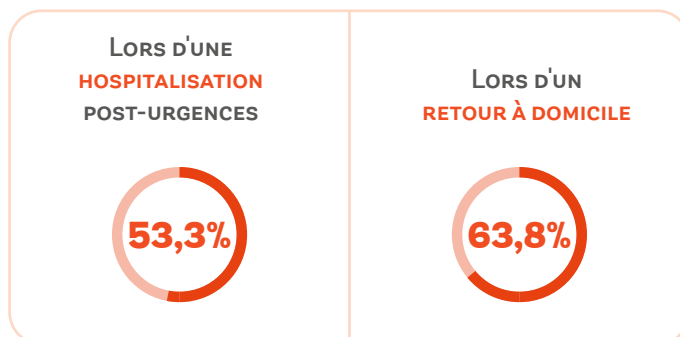 Lors d'une
hospitalisation
post-urgences
53,3%
Lors d'un
retour à domicile
63,8%